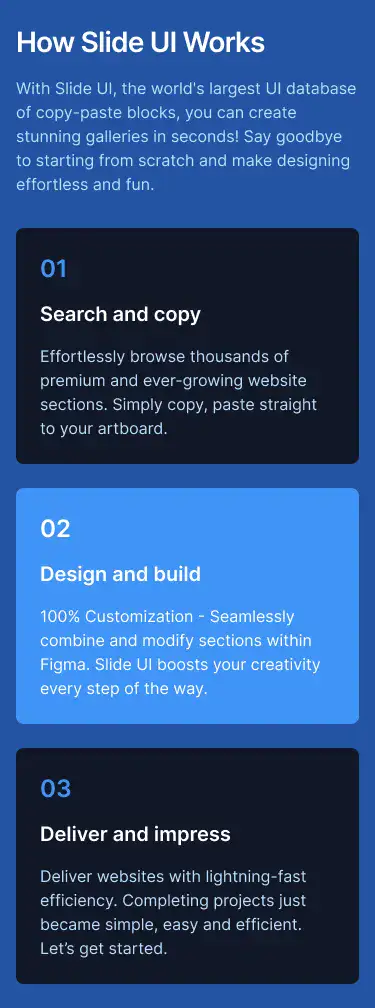 How Slide UI Works
With Slide UI, the world's largest UI database
of copy-paste blocks, you can create
stunning galleries in seconds! Say goodbye
to starting from scratch and make designing
effortless and fun.
01
Search and copy
Effortlessly browse thousands of
premium and ever-growing website
sections. Simply copy, paste straight
to your artboard.
02
Design and build
100% Customization - Seamlessly
combine and modify sections within
Figma. Slide UI boosts your creativity
every step of the way.
03
Deliver and impress
Deliver websites with lightning-fast
efficiency. Completing projects just
became simple, easy and efficient.
Let’s get started.